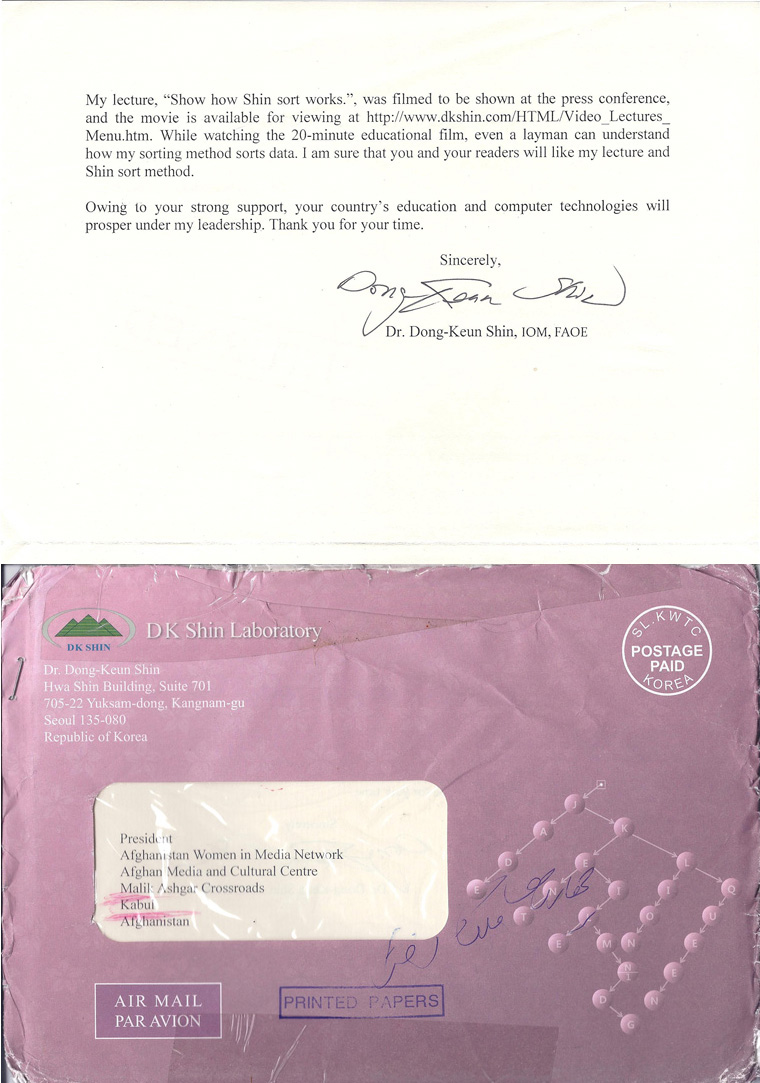 My lecture, “Show how Shin sort works.”, was filmed to be shown at the press conference,
and the movie is available for viewing at http://www.dkshin.com/HTML/Video_Lectures_
Menu.htm. While watching the 20-minute educational film, even a layman can understand
how my sorting method sorts data. I am sure that you and your readers will like my lecture and
Shin sort method.
Owing to your strong support, your country’s education and computer technologies will
prosper under my leadership. Thank you for your time.
Sincerely,
Dong-Keun Shin
Dr. Dong-Keun Shin, IOM, FAOE
DK SHIN
DK Shin Laboratory
Dr. Dong-Keun Shin
Hwa Shin Building, Suite 701
705-22 Yuksam-dong, Kangnam-gu
Seoul 135-080
Republic of Korea
SL.KWTC
POSTAGE
PAID
KOREA
President
Afghanistan Women in Media Network
Afghan Media and Cultural Centre
Malik Ashgar Crossroads
Kabul
Afghanistan
J
A K
D E L
E N I I Q
T L O U
E M N E
E
D N
G
AIR MAIL
PAR AVION
PRINTED PAPERS